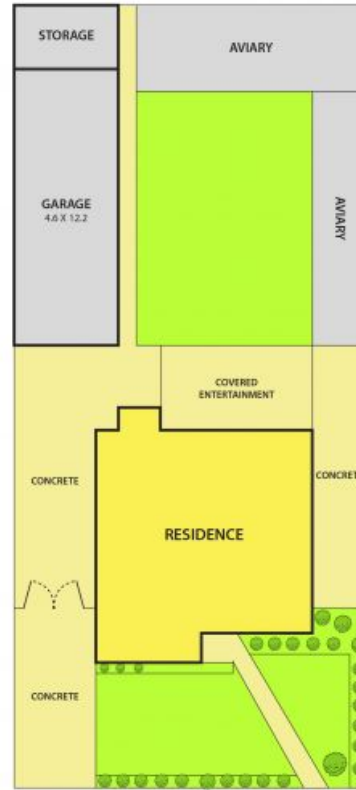 STORAGE
AVIARY
GARAGE
4.6 X 12.2
AVIARY
COVERED
ENTERTAINMENT
CONCRETE
CONCRETE
RESIDENCE
CONCRETE